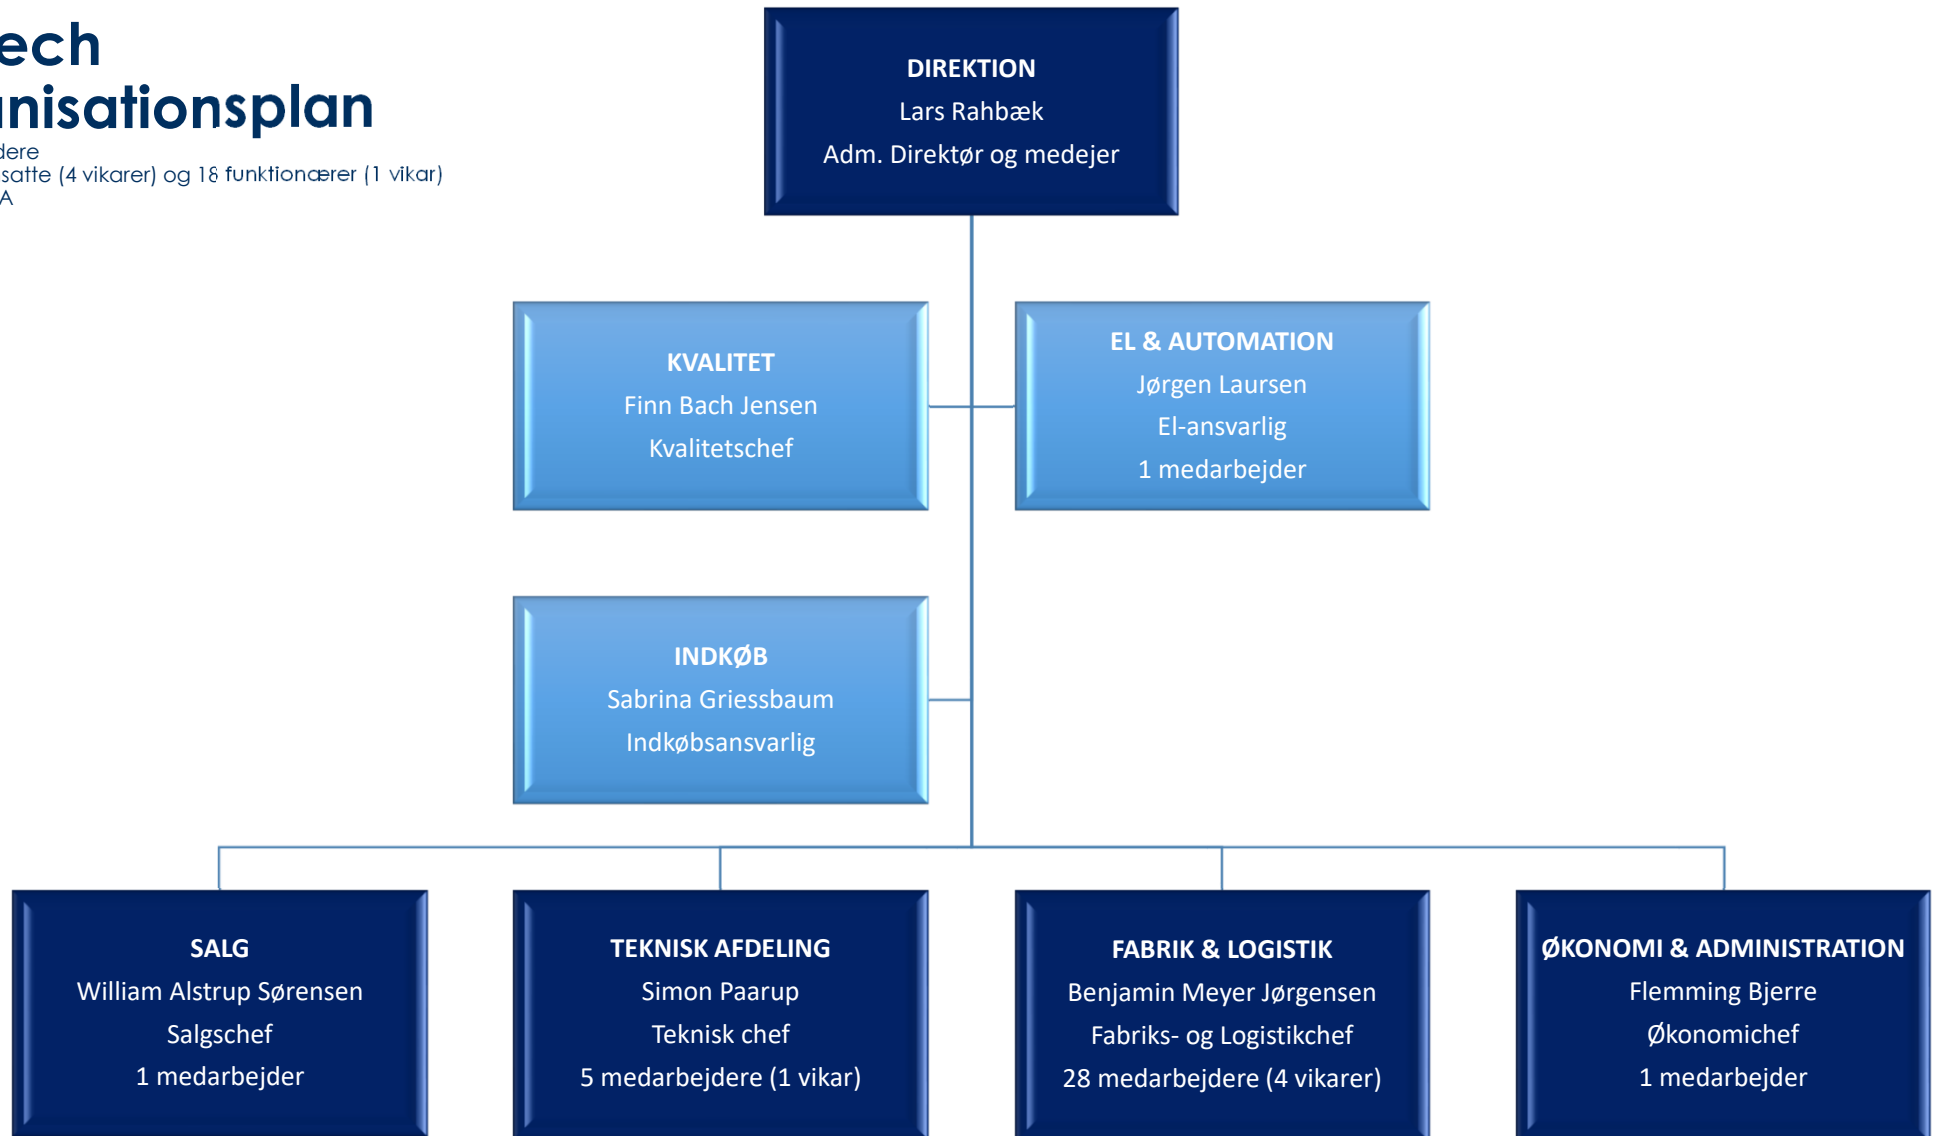 ech
nisationsplan
dere
satte (4 vikarer) og 18 funktionærer (1 vikar)
A
DIREKTION
Lars Rahbæk
Adm. Direktør og medejer
KVALITET
Finn Bach Jensen
Kvalitetschef
EL & AUTOMATION
Jørgen Laursen
El-ansvarlig
1 medarbejder
INDKØB
Sabrina Griessbaum
Indkøbsansvarlig
SALG
William Alstrup Sørensen
Salgschef
1 medarbejder
TEKNISK AFDELING
Simon Paarup
Teknisk chef
5 medarbejdere (1 vikar)
FABRIK & LOGISTIK
Benjamin Meyer Jørgensen
Fabriks- og Logistikchef
28 medarbejdere (4 vikarer)
ØKONOMI & ADMINISTRATION
Flemming Bjerre
Økonomichef
1 medarbejder